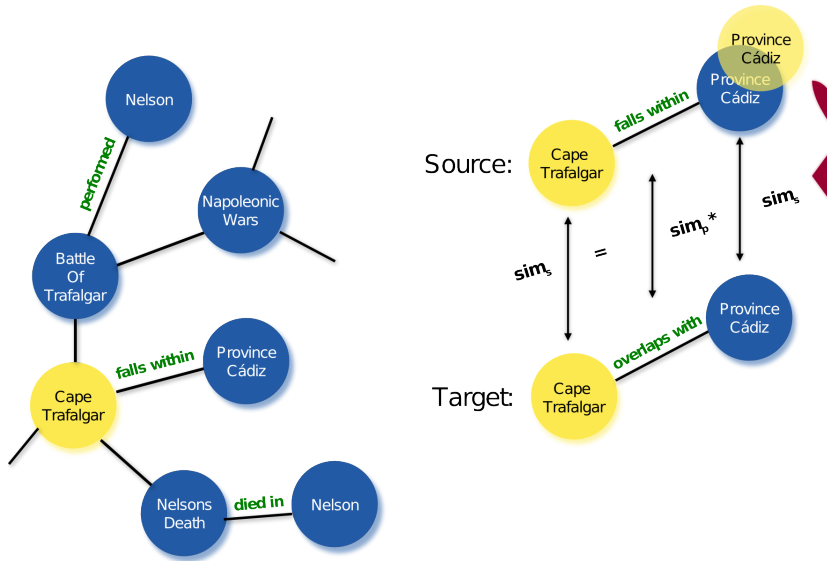 Nelson
performed
Napoleonic
Wars
Battle
Of
Trafalgar
falls within
Province
Cádiz
Cape
Trafalgar
Nelsons
Death
died in
Nelson
Province
Cádiz
Province
Cádiz
falls within
Source:
Cape
Trafalgar
sims
=
simp*
sims
Province
Cádiz
overlaps with
Target:
Cape
Trafalgar